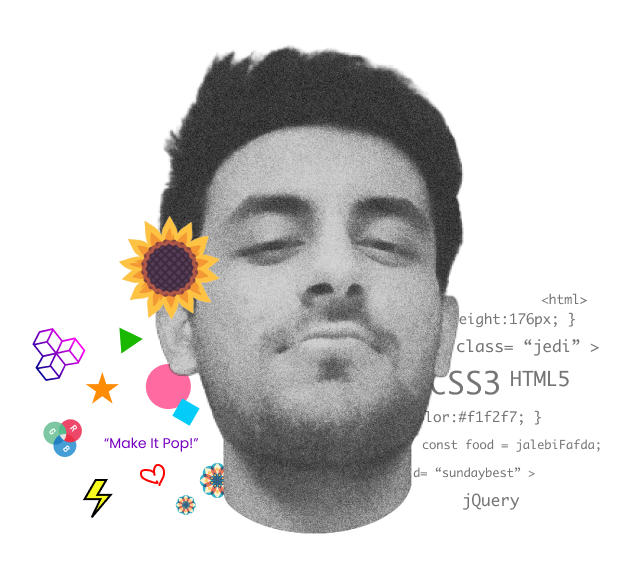 <html>
eight:176px; }
class= “jedi” >
CSS3 HTML5
lor:#f1f2f7; }
G R B
“Make It Pop!”
const food = jalebiFafda;
d= “sundaybest” >
jQuery